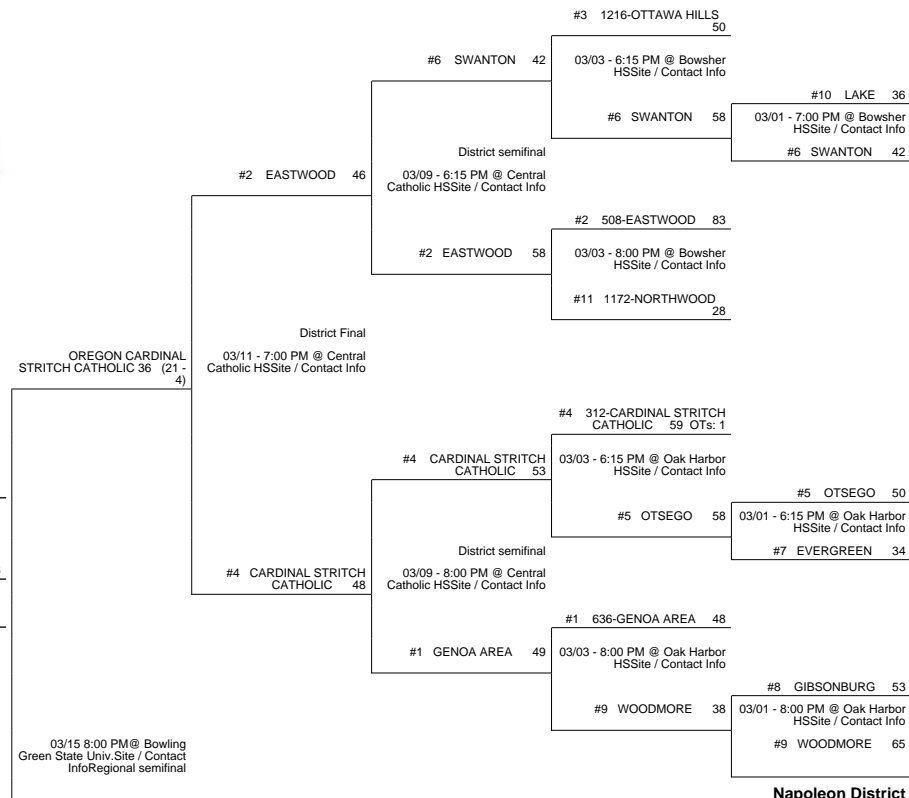 #3 1216-OTTAWA HILLS
50
#6 SWANTON 42
03/03 - 6:15 PM @ Bowsher
HSSite / Contact Info
#10 LAKE 36
#6 SWANTON 58
03/01 - 7:00 PM @ Bowsher
HSSite / Contact Info
#6 SWANTON 42
District semifinal
03/09 - 6:15 PM @ Central
Catholic HSSite / Contact Info
#2 EASTWOOD 46
#2 508-EASTWOOD 83
#2 EASTWOOD 58
03/03 - 8:00 PM @ Bowsher
HSSite / Contact Info
#11 1172-NORTHWOOD
28
District Final
03/11 - 7:00 PM @ Central
Catholic HSSite / Contact Info
OREGON CARDINAL
STRITCH CATHOLIC 36 (21 -
4)
#4 312-CARDINAL STRITCH
CATHOLIC 59 OTs: 1
#4 CARDINAL STRITCH
CATHOLIC 53
03/03 - 6:15 PM @ Oak Harbor
HSSite / Contact Info
#5 OTSEGO 50
#5 OTSEGO 58
03/01 - 6:15 PM @ Oak Harbor
HSSite / Contact Info
#7 EVERGREEN 34
District semifinal
03/09 - 8:00 PM @ Central
Catholic HSSite / Contact Info
#4 CARDINAL STRITCH
CATHOLIC 48
#1 636-GENOA AREA 48
#1 GENOA AREA 49
03/03 - 8:00 PM @ Oak Harbor
HSSite / Contact Info
#8 GIBSONBURG 53
#9 WOODMORE 38
03/01 - 8:00 PM @ Oak Harbor
HSSite / Contact Info
#9 WOODMORE 65
03/15 8:00 PM@ Bowling
Green State Univ.Site / Contact
InfoRegional semifinal
Napoleon District